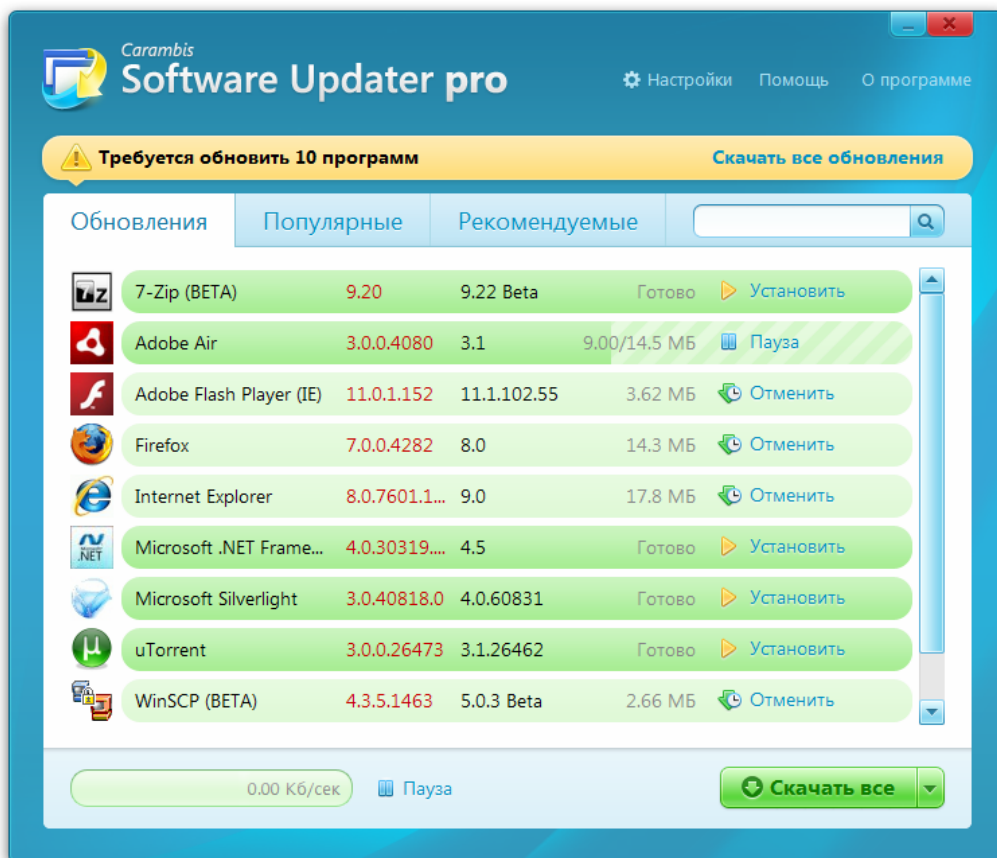 Carambis
Software Updater pro
Настройки Помощь О программе
Требуется обновить 10 программ Скачать все обновления
Обновления Популярные Рекомендуемые
7-Zip (BETA) 9.20 9.22 Beta Готово Установить
Adobe Air 3.0.0.4080 3.1 9.00/14.5 МБ Пауза
Adobe Flash Player (IE) 11.0.1.152 11.1.102.55 3.62 МБ Отменить
Firefox 7.0.0.4282 8.0 14.3 МБ Отменить
Internet Explorer 8.0.7601.1... 9.0 17.8 МБ Отменить
Microsoft .NET Frame... 4.0.30319.... 4.5 Готово Установить
Microsoft Silverlight 3.0.40818.0 4.0.60831 Готово Установить
uTorrent 3.0.0.26473 3.1.26462 Готово Установить
WinSCP (BETA) 4.3.5.1463 5.0.3 Beta 2.66 МБ Отменить
0.00 Кб/сек Пауза Скачать все